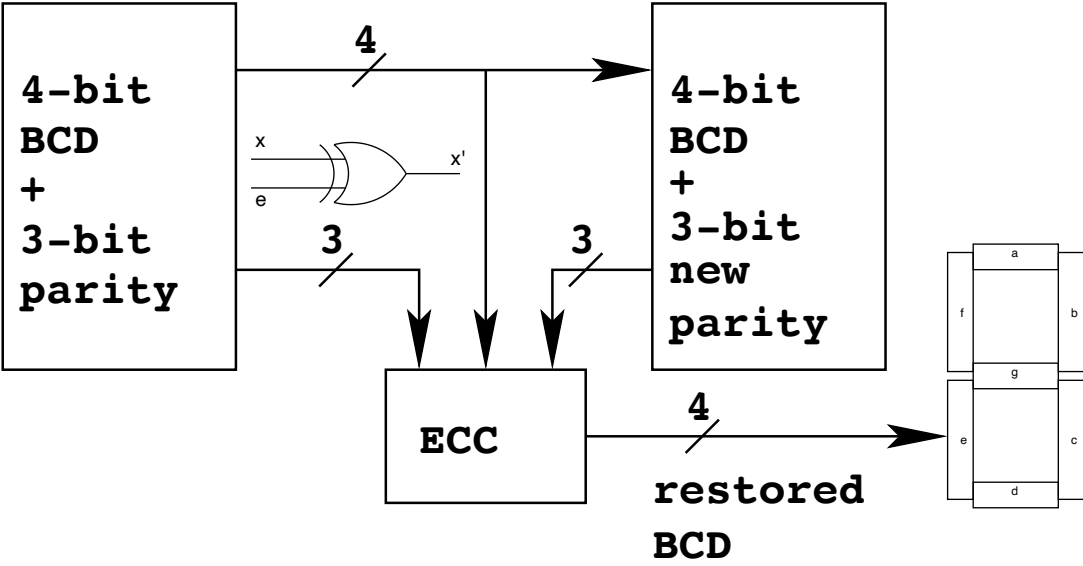 4-bit
BCD
+
3-bit
parity
4
x
e
x'
3
3
4-bit
BCD
+
3-bit
new
parity
ECC
4
restored
BCD
a
f
b
g
e
c
d